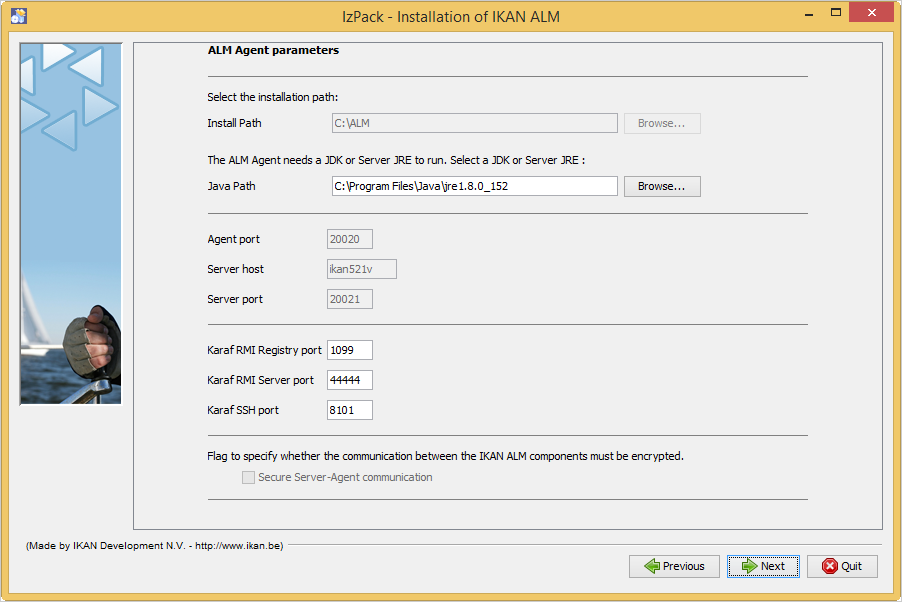 IzPack - Installation of IKAN ALM
ALM Agent parameters
Select the installation path:
Install Path C:\ALM Browse...
The ALM Agent needs a JDK or Server JRE to run. Select a JDK or Server JRE :
Java Path C:\Program Files\Java\jre1.8.0_152 Browse...
Agent port 20020
Server host ikan521v
Server port 20021
Karaf RMI Registry port 1099
Karaf RMI Server port 44444
Karaf SSH port 8101
Flag to specify whether the communication between the IKAN ALM components must be encrypted.
Secure Server-Agent communication
(Made by IKAN Development N.V. - http://www.ikan.be)
Previous Next Quit